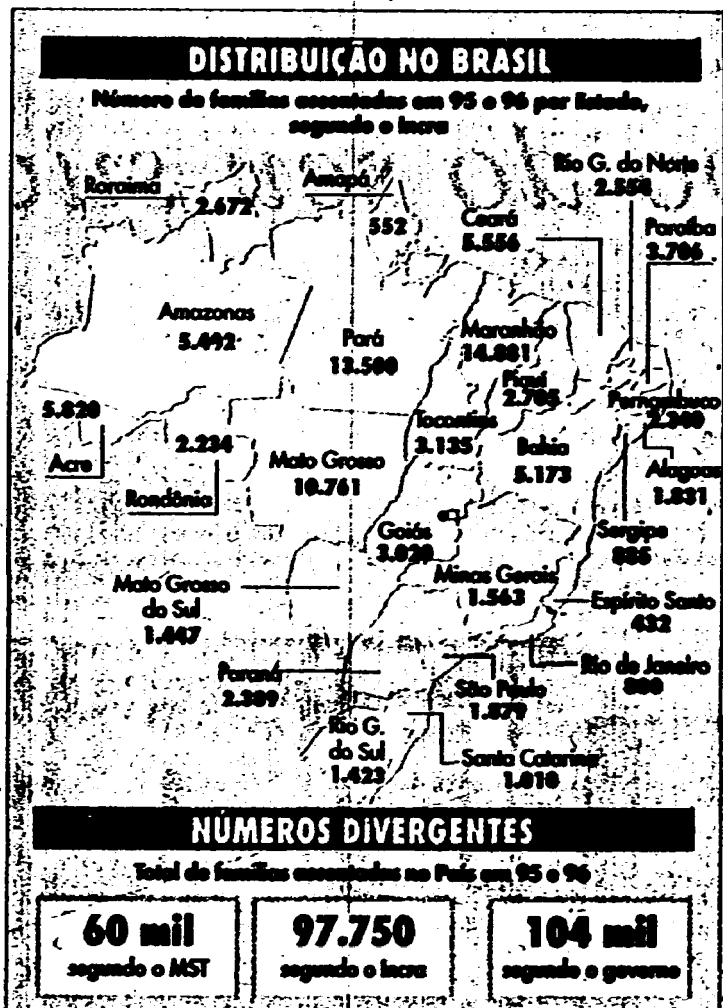 DISTRIBUIÇÃO NO BRASIL
Número de famílias assentadas em 95 e 96 por Estado,
segundo o Incra
Roraima
2.672
Amapá
552
Rio G. do Norte
2.554
Ceará
5.556
Paraíba
3.706
Amazonas
5.492
Pará
13.500
Maranhão
14.881
Piauí
2.705
Pernambuco
2.300
5.820
Acre
2.234
Rondônia
Mato Grosso
10.761
Tocantins
3.135
Bahia
5.173
Alagoas
1.831
Goiás
3.020
Sergipe
886
Mato Grosso
do Sul
1.447
Minas Gerais
1.563
Espírito Santo
432
Paraná
2.309
São Paulo
1.879
Rio de Janeiro
800
Rio G.
do Sul
1.423
Santa Catarina
1.010
NÚMEROS DIVERGENTES
Total de famílias assentadas no País em 95 e 96
60 mil
segundo o MST
97.750
segundo o Incra
104 mil
segundo o governo